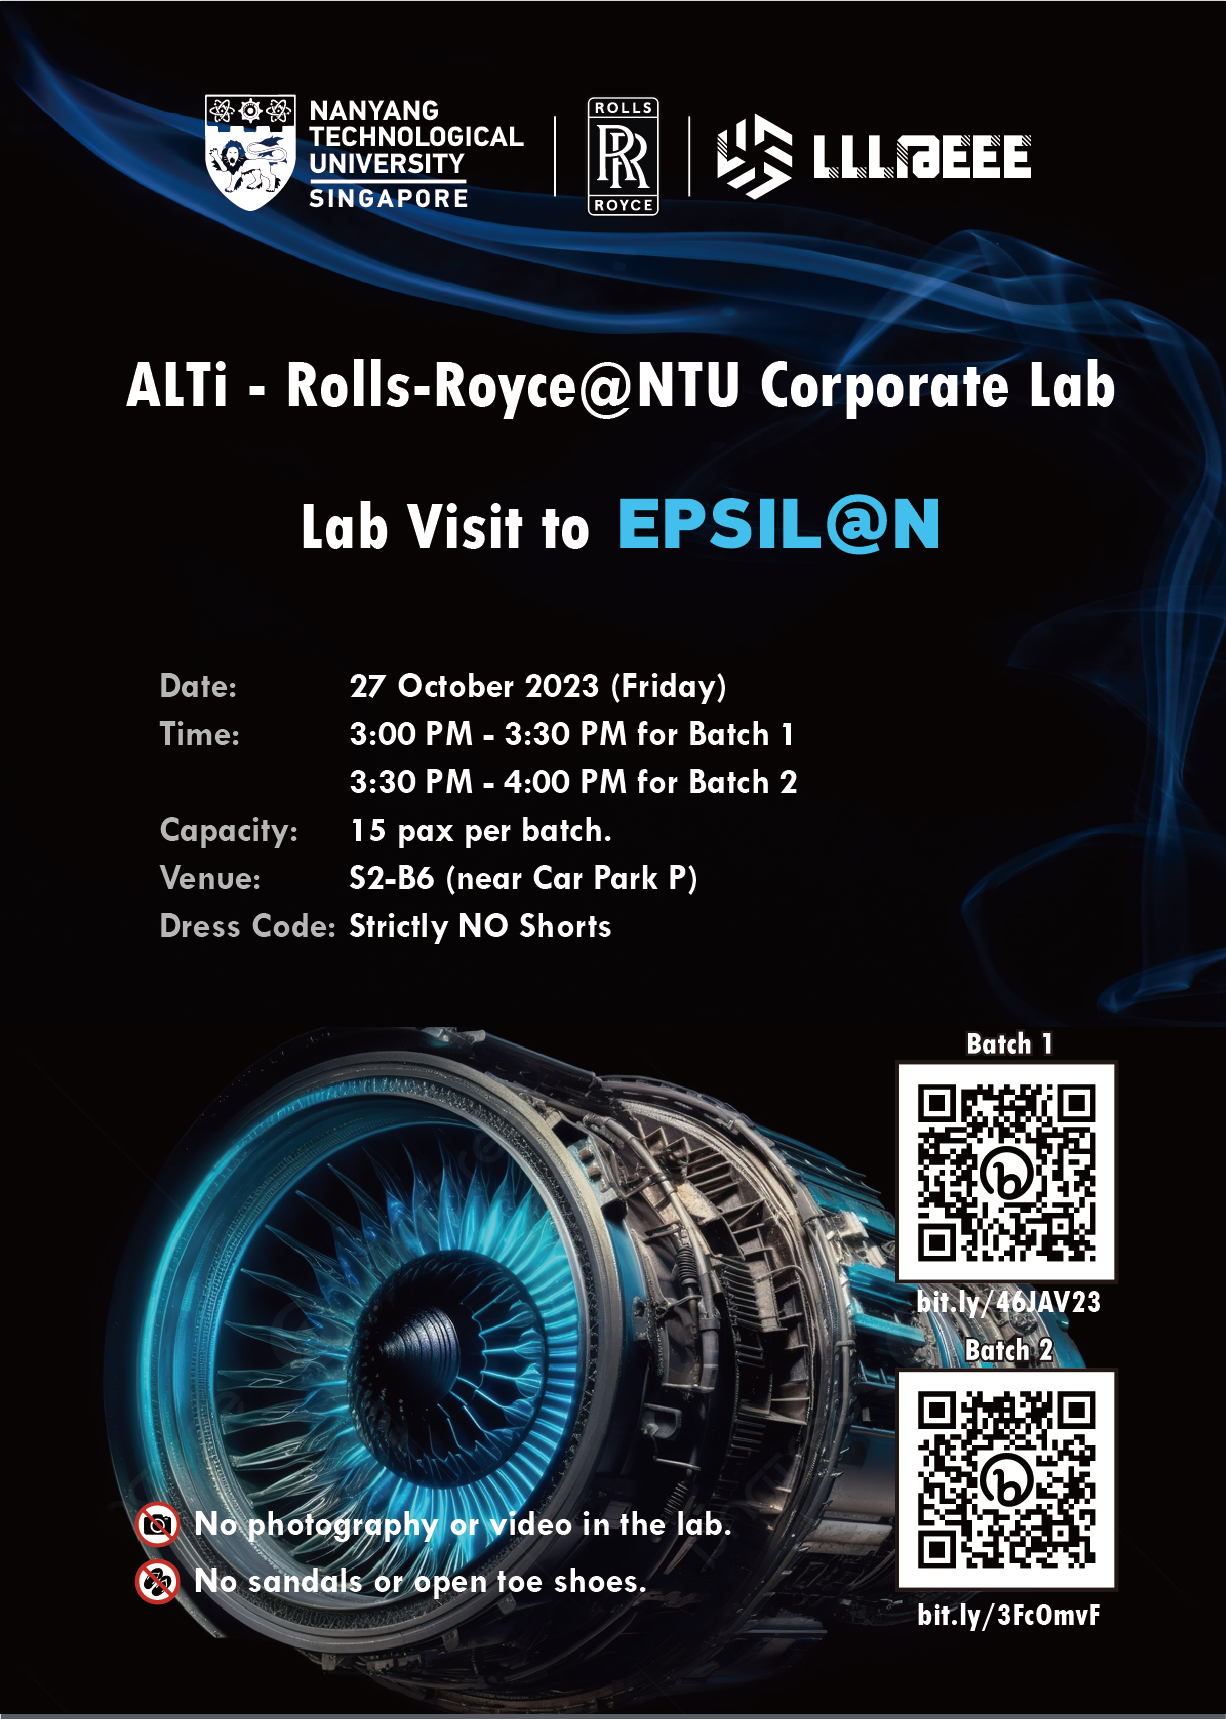 NANYANG
TECHNOLOGICAL
UNIVERSITY
SINGAPORE
ROLLS
RR
ROYCE
LLL@EEE
ALTi - Rolls-Royce@NTU Corporate Lab
Lab Visit to EPSIL@N
Date: 27 October 2023 (Friday)
Time: 3:00 PM - 3:30 PM for Batch 1
3:30 PM - 4:00 PM for Batch 2
Capacity: 15 pax per batch.
Venue: S2-B6 (near Car Park P)
Dress Code: Strictly NO Shorts
Batch 1
bit.ly/46JAV23
Batch 2
bit.ly/3FcOmvF
No photography or video in the lab.
No sandals or open toe shoes.